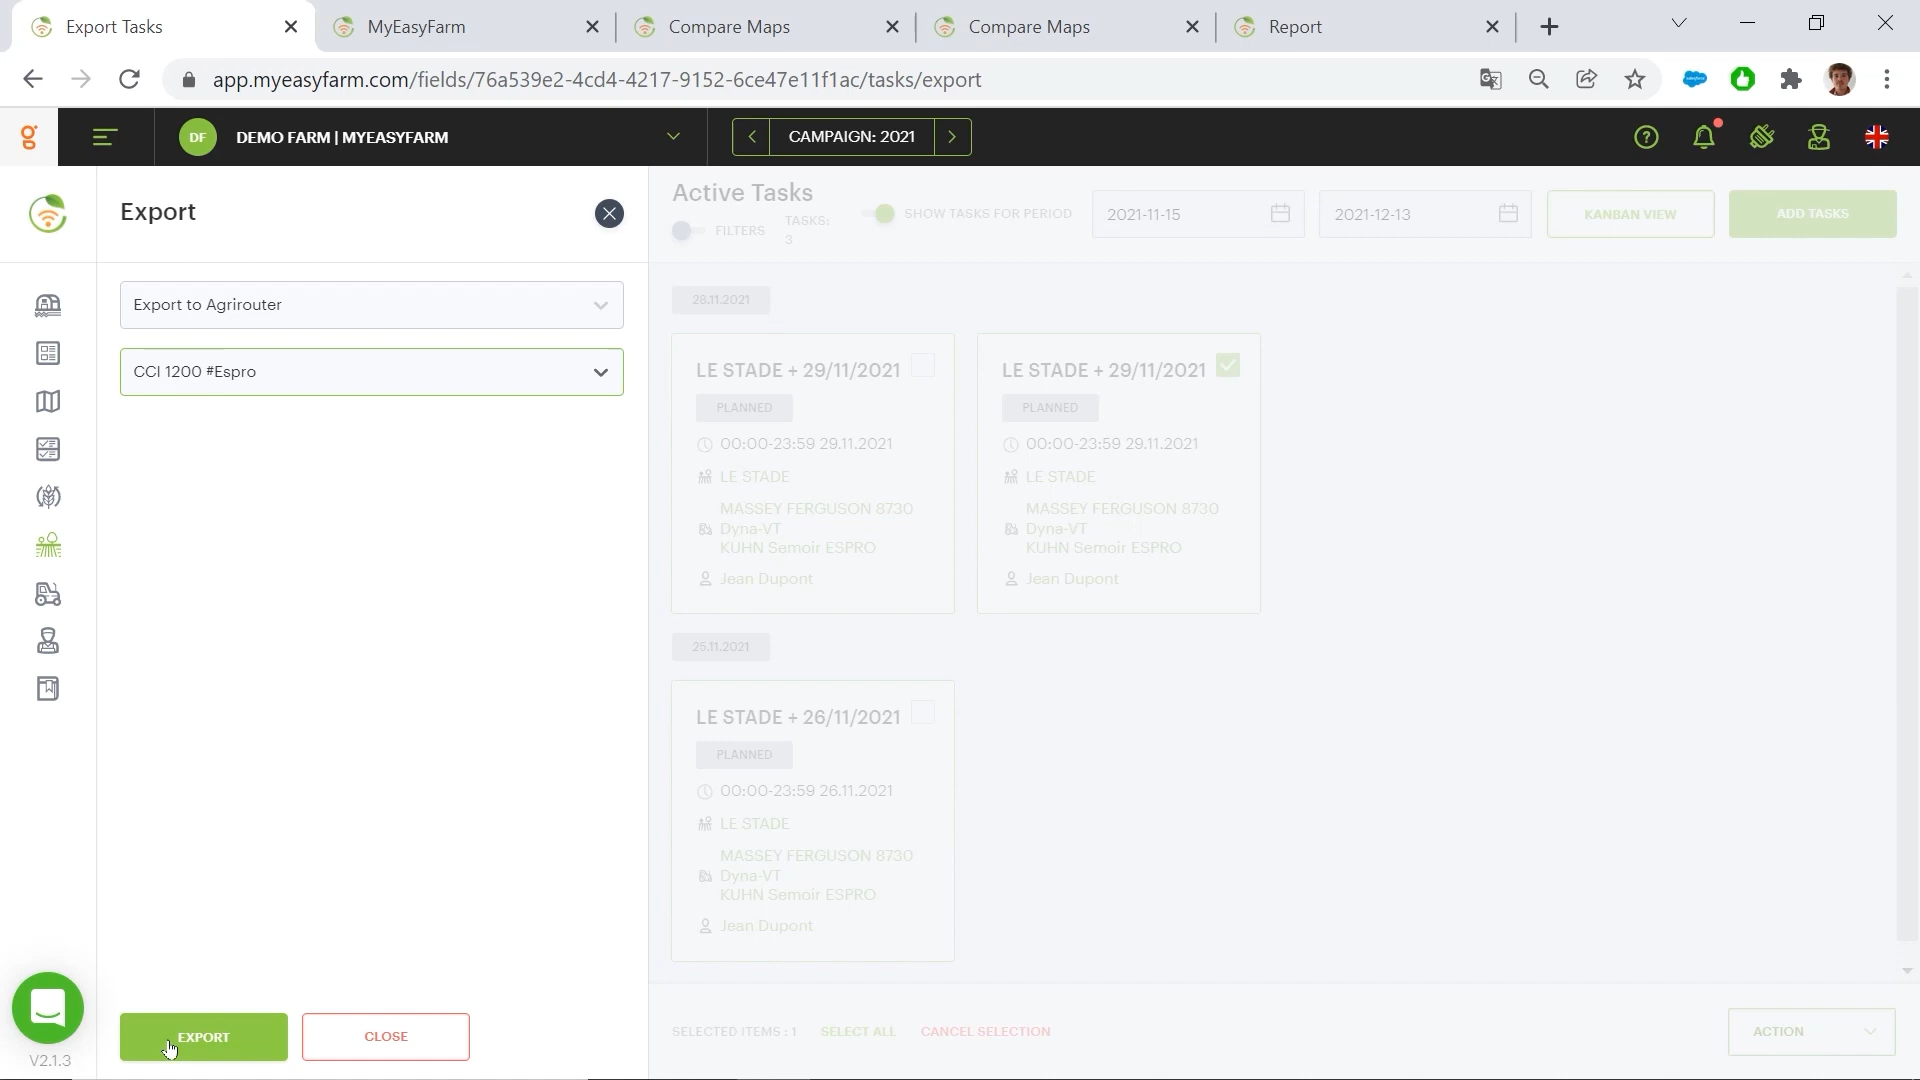 Export Tasks
MyEasyFarm
Compare Maps
Compare Maps
Report
app.myeasyfarm.com/fields/76a539e2-4cd4-4217-9152-6ce47e11f1ac/tasks/export
DF
DEMO FARM | MYEASYFARM
CAMPAIGN: 2021
Export
Export to Agrirouter
CCI 1200 #Espro
EXPORT
CLOSE
V2.1.3
Active Tasks
FILTERS
TASKS:
3
SHOW TASKS FOR PERIOD
2021-11-15
2021-12-13
KANBAN VIEW
ADD TASKS
28.11.2021
LE STADE + 29/11/2021
PLANNED
00:00-23:59 29.11.2021
LE STADE
MASSEY FERGUSON 8730
Dyna-VT
KUHN Semoir ESPRO
Jean Dupont
LE STADE + 29/11/2021
PLANNED
00:00-23:59 29.11.2021
LE STADE
MASSEY FERGUSON 8730
Dyna-VT
KUHN Semoir ESPRO
Jean Dupont
25.11.2021
LE STADE + 26/11/2021
PLANNED
00:00-23:59 26.11.2021
LE STADE
MASSEY FERGUSON 8730
Dyna-VT
KUHN Semoir ESPRO
Jean Dupont
SELECTED ITEMS : 1
SELECT ALL
CANCEL SELECTION
ACTION